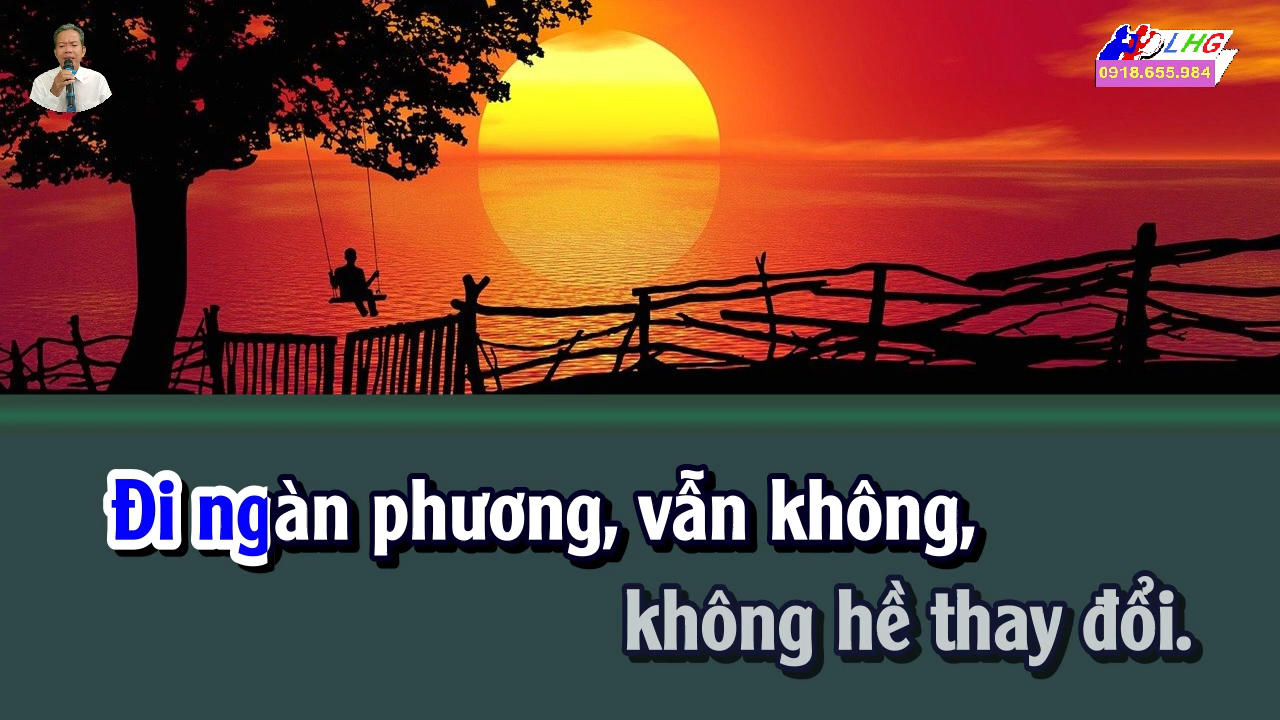 LHG
0918.655.984
Đi ngàn phương, vẫn không,
không hề thay đổi.